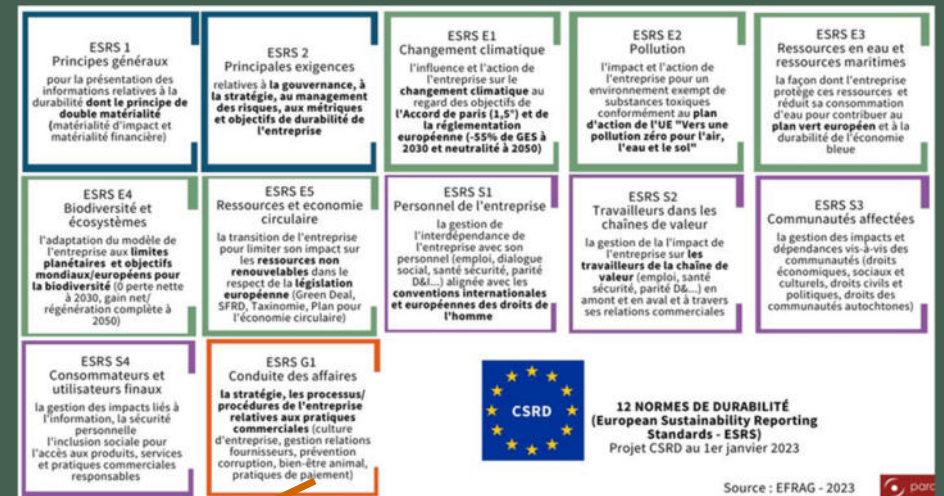 ESRS 1
Principes généraux
pour la présentation des
informations relatives à la
durabilité dont le principe de
double matérialité
(matérialité d'impact et
matérialité financière)
ESRS 2
Principales exigences
relatives à la gouvernance, à
la stratégie, au management
des risques, aux métriques
et objectifs de durabilité de
l'entreprise
ESRS E1
Changement climatique
l'influence et l'action de
l'entreprise sur le
changement climatique au
regard des objectifs de
l'Accord de paris (1,5°) et de
la réglementation
européenne (-55% de GES à
2030 et neutralité à 2050)
ESRS E2
Pollution
l'impact et l'action de
l'entreprise pour un
environnement exempt de
substances toxiques
conformément au plan
d'action de l'UE "Vers une
pollution zéro pour l'air,
l'eau et le sol"
ESRS E3
Ressources en eau et
ressources maritimes
la façon dont l'entreprise
protège ces ressources et
réduit sa consommation
d'eau pour contribuer au
plan vert européen et à la
durabilité de l'économie
bleue
ESRS E4
Biodiversité et
écosystèmes
l'adaptation du modèle de
l'entreprise aux limites
planétaires et objectifs
mondiaux/européens pour
la biodiversité (0 perte nette
à 2030, gain net/
régénération complète à
2050)
ESRS E5
Ressources et economie
circulaire
la transition de l'entreprise
pour limiter son impact sur
les ressources non
renouvelables dans le
respect de la législation
européenne (Green Deal,
SFRD, Taxinomie, Plan pour
l'économie circulaire)
ESRS S1
Personnel de l'entreprise
la gestion de
l'interdépendance de
l'entreprise avec son
personnel (emploi, dialogue
social, santé sécurité, parité
D&I...) alignée avec les
conventions internationales
et européennes des droits de
l'homme
ESRS S2
Travailleurs dans les
chaînes de valeur
la gestion de la l'impact de
l'entreprise sur les
travailleurs de la chaîne de
valeur (emploi, santé
sécurité, parité D&...) en
amont et en aval et à travers
ses relations commerciales
ESRS S3
Communautés affectées
la gestion des impacts et
dépendances vis-à-vis des
communautés (droits
économiques, sociaux et
culturels, droits civils et
politiques, droits des
communautés autochtones)
ESRS S4
Consommateurs et
utilisateurs finaux
la gestion des impacts liés à
l'information, la sécurité
personnelle
l'inclusion sociale pour
l'accès aux produits, services
et pratiques commerciales
responsables
ESRS G1
Conduite des affaires
la stratégie, les processus/
procédures de l'entreprise
relatives aux pratiques
commerciales (culture
d'entreprise, gestion relations
fournisseurs, prévention
corruption, bien-être animal,
pratiques de paiement)
CSRD
12 NORMES DE DURABILITÉ
(European Sustainability Reporting
Standards - ESRS)
Projet CSRD au 1er janvier 2023
Source : EFRAG - 2023
parc